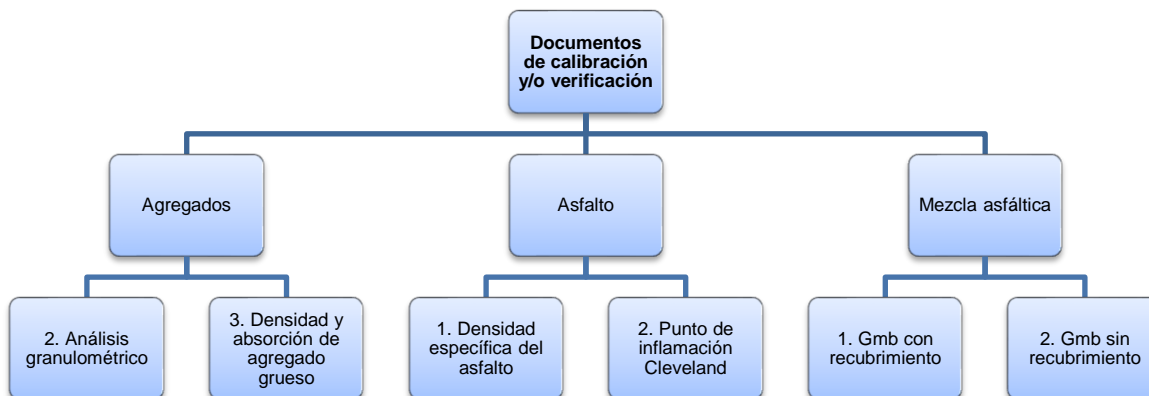 Documentos
de calibración
y/o verificación
Agregados
Asfalto
Mezcla asfáltica
2. Análisis
granulométrico
3. Densidad y
absorción de
agregado
grueso
1. Densidad
específica del
asfalto
2. Punto de
inflamación
Cleveland
1. Gmb con
recubrimiento
2. Gmb sin
recubrimiento